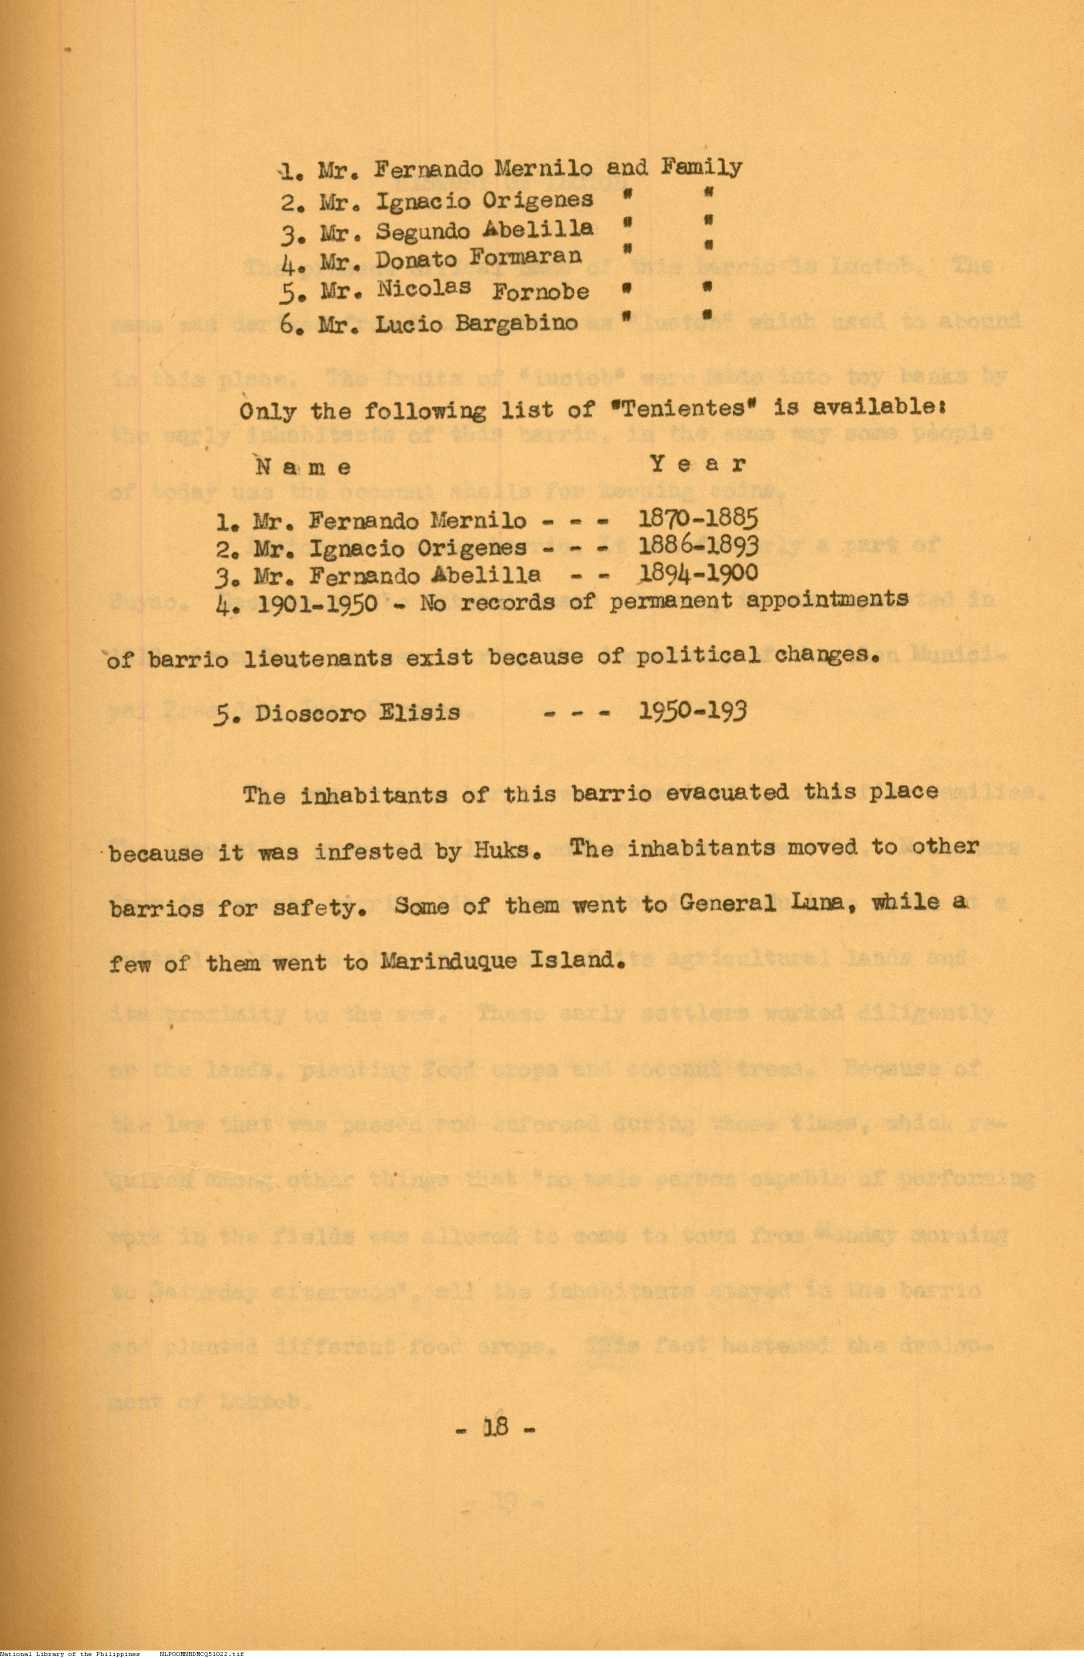 1. Mr. Fernando Mernilo and Family
2. Mr. Ignacio Origenes " "
3. Mr. Segundo Abelilla " "
4. Mr. Donato Formaran " "
5. Mr. Nicolas Fornobe " "
6. Mr. Lucio Bargabino " "
Only the following list of "Tenientes" is available:
N a m e Y e a r
1. Mr. Fernando Mernilo - - - 1870-1885
2. Mr. Ignacio Origenes - - - 1886-1893
3. Mr. Fernando Abelilla - - 1894-1900
4. 1901-1950 - No records of permanent appointments
of barrio lieutenants exist because of political changes.
5. Dioscoro Elisis - - - 1950-193
The inhabitants of this barrio evacuated this place
because it was infested by Huks. The inhabitants moved to other
barrios for safety. Some of them went to General Luna, while a
few of them went to Marinduque Island.
- 18 -
National Library of the Philippines